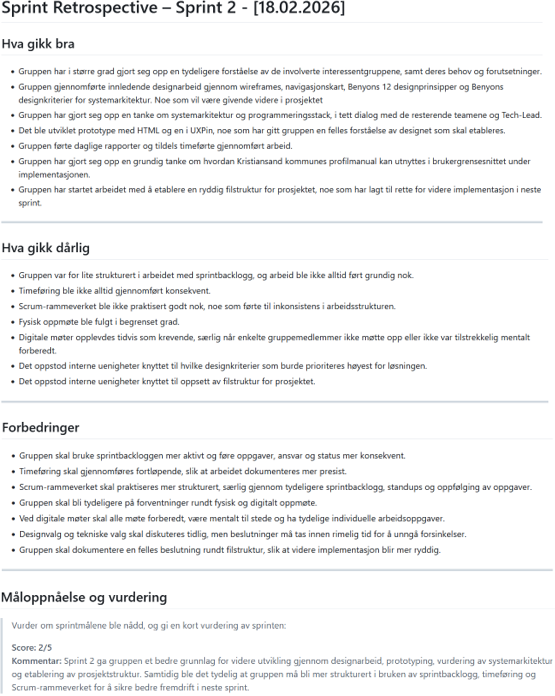 Sprint Retrospective – Sprint 2 - [18.02.2026]
Hva gikk bra
• Gruppen har i større grad gjort seg opp en tydeligere forståelse av de involverte interessentgruppene, samt deres behov og forutsetninger.
• Gruppen gjennomførte innledende designarbeid gjennom wireframes, navigasjonskart, Benyons 12 designprinsipper og Benyons
designkriterier for systemarkitektur. Noe som vil være givende videre i prosjektet
• Gruppen har gjort seg opp en tanke om systemarkitektur og programmeringsstack, i tett dialog med de resterende teamene og Tech-Lead.
• Det ble utviklet prototype med HTML og en i UXPin, noe som har gitt gruppen en felles forståelse av designet som skal etableres.
• Gruppen førte daglige rapporter og tildels timeføring gjennomført arbeid.
• Gruppen har gjort seg opp en grundig tanke om hvordan Kristiansand kommunes profilmanual kan utnyttes i brukergrensesnittet under
implementasjonen.
• Gruppen har startet arbeidet med å etablere en ryddig filstruktur for prosjektet, noe som har lagt til rette for videre implementasjon i neste
sprint.
Hva gikk dårlig
• Gruppen var for lite strukturert i arbeidet med sprintbacklogg, og arbeid ble ikke alltid ført grundig nok.
• Timeføring ble ikke alltid gjennomført konsekvent.
• Scrum-rammeverket ble ikke praktisert godt nok, noe som førte til inkonsistens i arbeidsstrukturen.
• Fysisk oppmøte ble fulgt i begrenset grad.
• Digitale møter opplevdes tidvis som krevende, særlig når enkelte gruppemedlemmer ikke møtte opp eller ikke var tilstrekkelig mentalt
forberedt.
• Det oppstod interne uenigheter knyttet til hvilke designkriterier som burde prioriteres høyest for løsningen.
• Det oppstod interne uenigheter knyttet til oppsett av filstruktur for prosjektet.
Forbedringer
• Gruppen skal bruke sprintbackloggen mer aktivt og føre oppgaver, ansvar og status mer konsekvent.
• Timeføring skal gjennomføres fortløpende, slik at arbeidet dokumenteres mer presist.
• Scrum-rammeverket skal praktiseres mer strukturert, særlig gjennom tydeligere sprintbacklogg, standups og oppfølging av oppgaver.
• Gruppen skal bli tydeligere på forventninger rundt fysisk og digitalt oppmøte.
• Ved digitale møter skal alle møte forberedt, være mentalt til stede og ha tydelige individuelle arbeidsoppgaver.
• Designvalg og tekniske valg skal diskuteres tidlig, men beslutninger må tas innen rimelig tid for å unngå forsinkelser.
• Gruppen skal dokumentere en felles beslutning rundt filstruktur, slik at videre implementasjon blir mer ryddig.
Måloppnåelse og vurdering
Vurder om sprintmålene ble nådd, og gi en kort vurdering av sprinten:
Score: 2/5
Kommentar: Sprint 2 ga gruppen et bedre grunnlag for videre utvikling gjennom designarbeid, prototyping, vurdering av systemarkitektur
og etablering av prosjektstruktur. Samtidig ble det tydelig at gruppen må bli mer strukturert i bruken av sprintbacklogg, timeføring og
Scrum-rammeverket for å sikre bedre fremdrift i neste sprint.